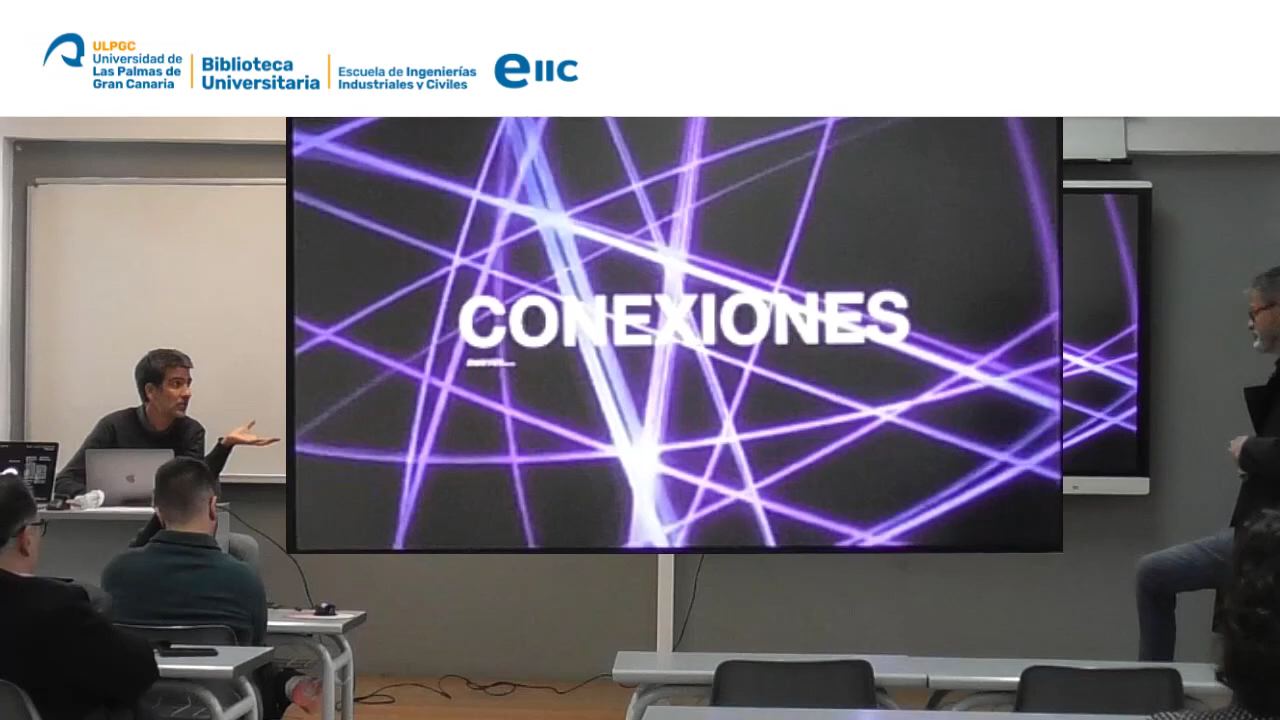 ULPGC
Universidad de
Las Palmas de
Gran Canaria
Biblioteca
Universitaria
Escuela de Ingenierías
Industriales y Civiles
eiic
CONEXIONES